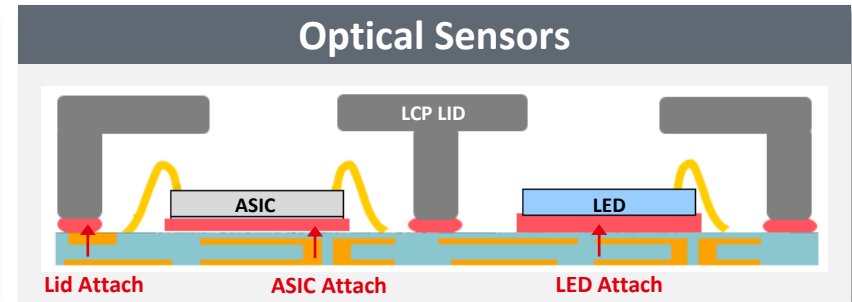 Optical Sensors
LCP LID
ASIC
LED
Lid Attach
ASIC Attach
LED Attach